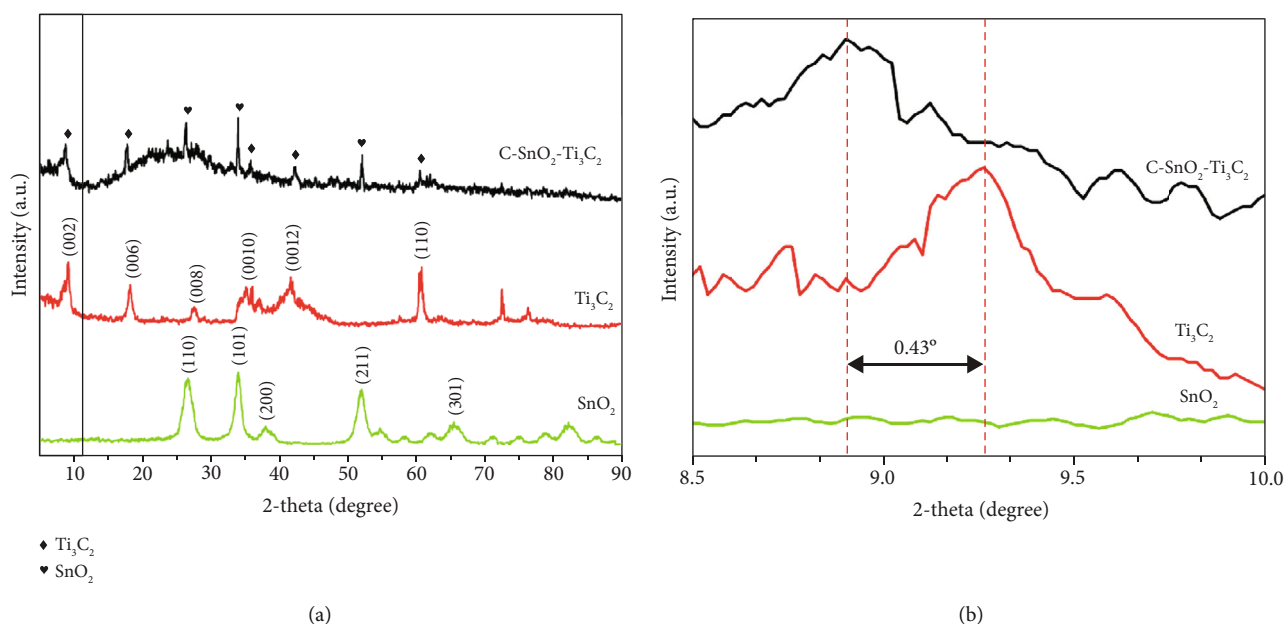 Intensity (a.u.)
C-SnO₂-Ti₃C₂
(002)
(006)
(008)
(0010)
(0012)
(110)
Ti₃C₂
(110)
(101)
(200)
(211)
(301)
SnO₂
10 20 30 40 50 60 70 80 90
2-theta (degree)
♦ Ti₃C₂
♥ SnO₂
(a)
Intensity (a.u.)
C-SnO₂-Ti₃C₂
0.43º
Ti₃C₂
SnO₂
8.5 9.0 9.5 10.0
2-theta (degree)
(b)